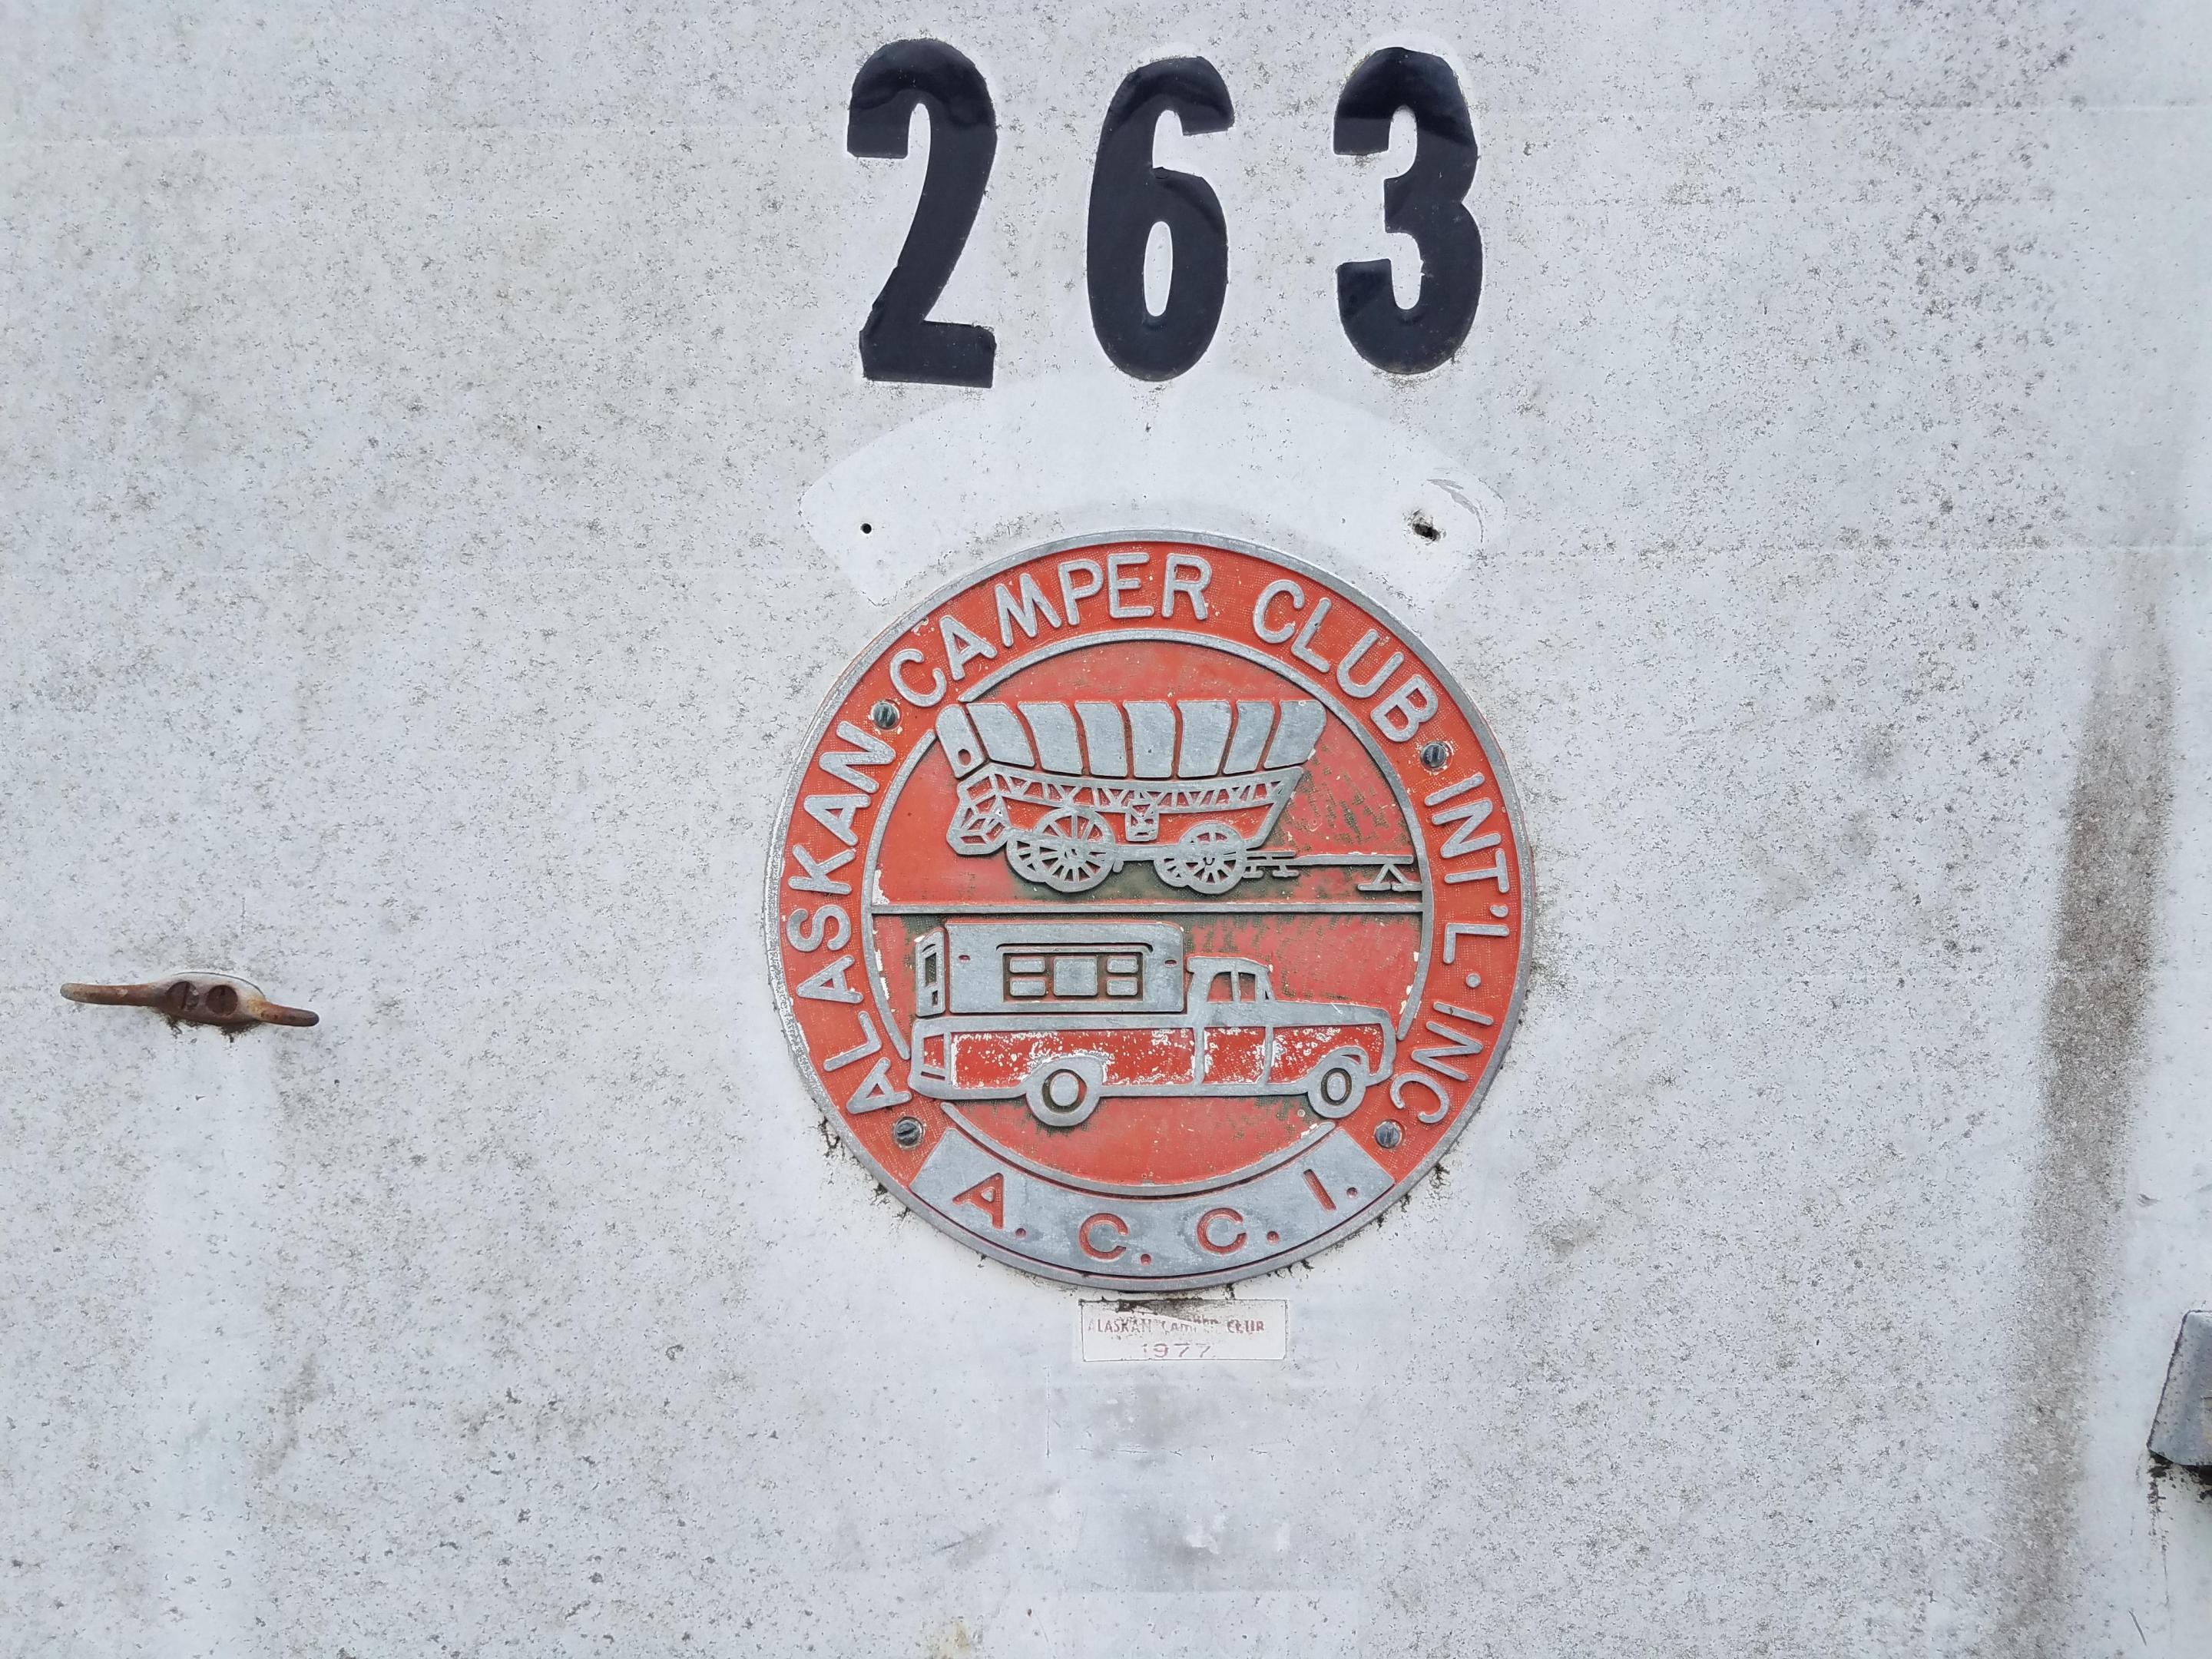 263
ALASKAN · CAMPER CLUB · INT'L · INC.
A.C.C.I.
ALASKAN CAMPER CLUB
1977